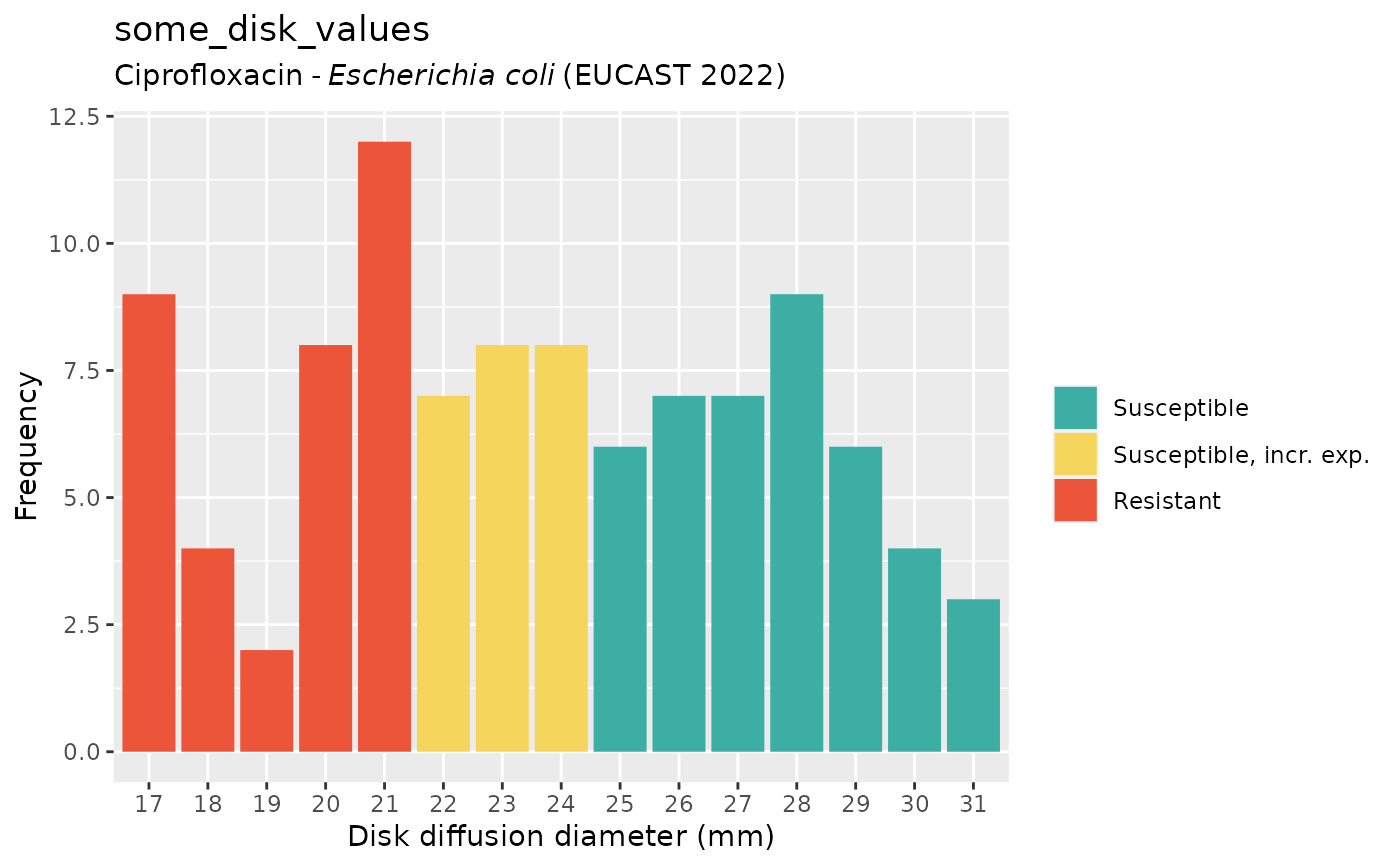 some_disk_values
Ciprofloxacin - Escherichia coli (EUCAST 2022)
12.5
10.0
7.5
5.0
2.5
0.0
Frequency
17 18 19 20 21 22 23 24 25 26 27 28 29 30 31
Disk diffusion diameter (mm)
Susceptible
Susceptible, incr. exp.
Resistant